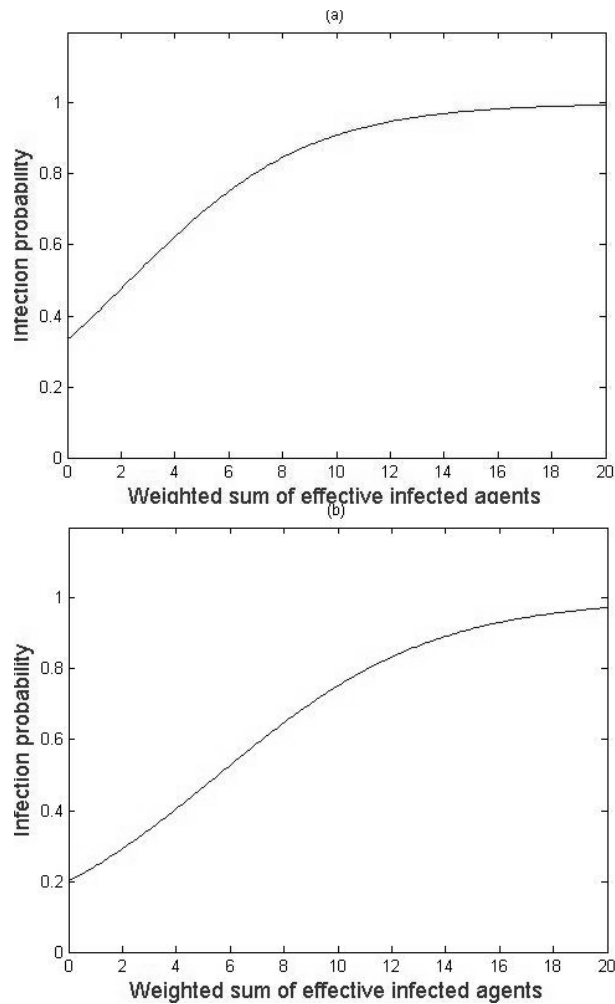 (a)
1
0.8
0.6
0.4
0.2
0
Infection probability
0 2 4 6 8 10 12 14 16 18 20
Weighted sum of effective infected agents
(b)
1
0.8
0.6
0.4
0.2
0
Infection probability
0 2 4 6 8 10 12 14 16 18 20
Weighted sum of effective infected agents